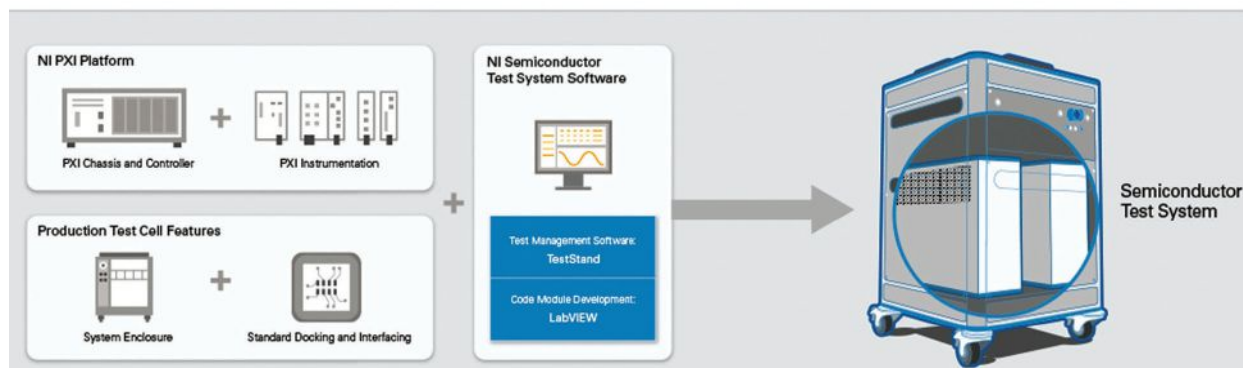 NI PXI Platform
PXI Chassis and Controller
PXI Instrumentation
Production Test Cell Features
System Enclosure
Standard Docking and Interfacing
NI Semiconductor
Test System Software
Test Management Software:
TestStand
Code Module Development:
LabVIEW
Semiconductor
Test System